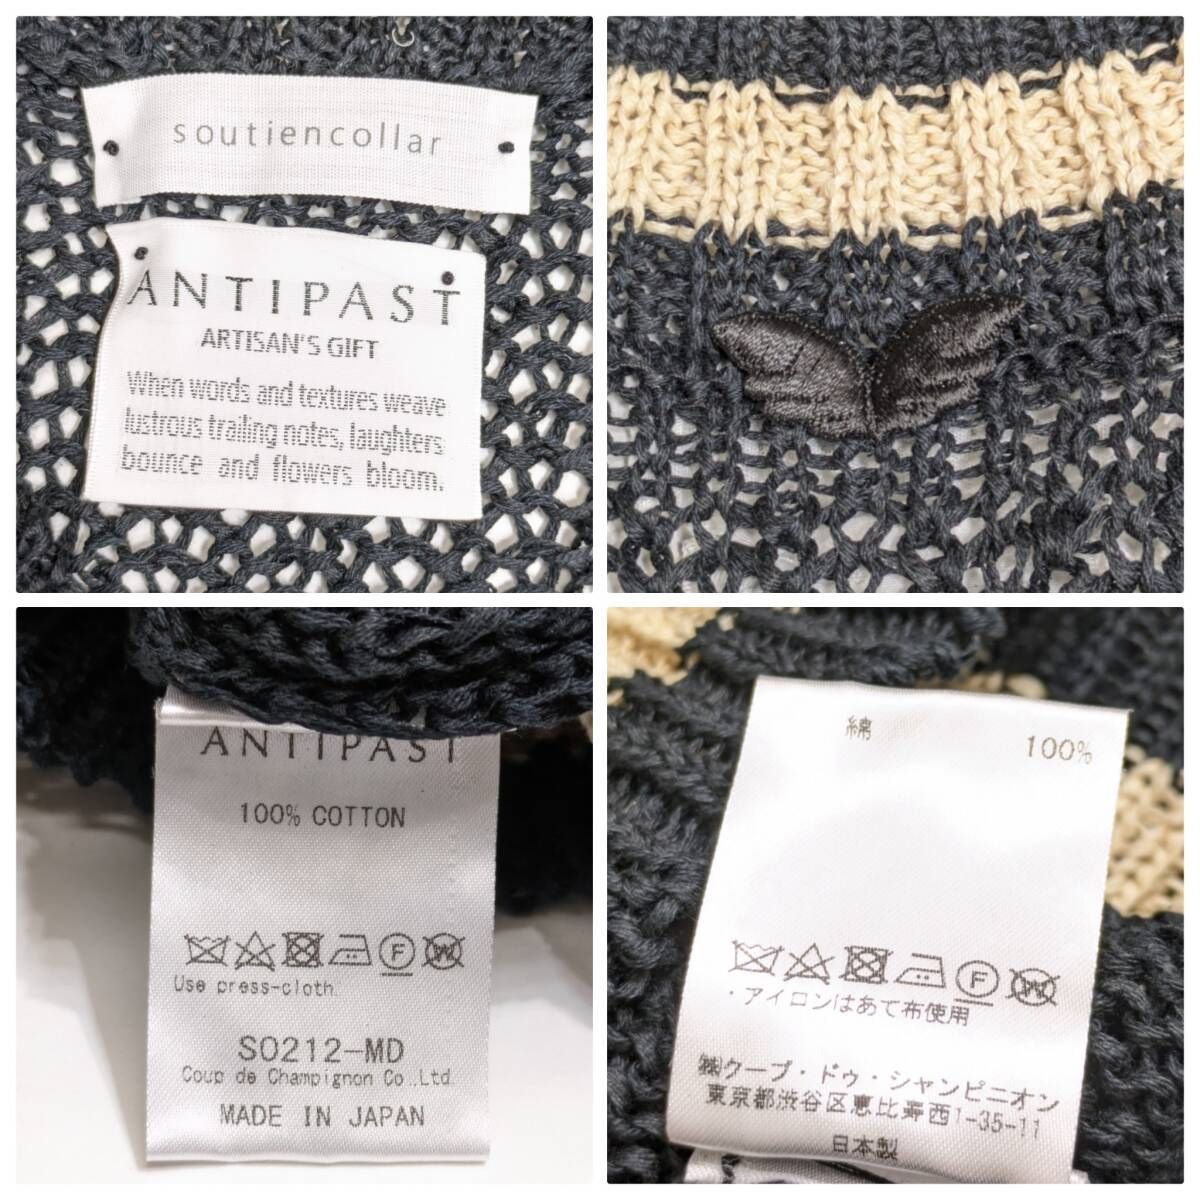 soutiencollar
ANTIPAST
ARTISAN'S GIFT
When words and textures weave
lustrous trailing notes, laughters
bounce and flowers bloom.
ANTIPAST
100% COTTON
F W
Use press-cloth.
SO212-MD
Coup de Champignon Co.,Ltd.
MADE IN JAPAN
綿 100%
F W
・アイロンはあて布使用
㈱クープ・ドゥ・シャンピニオン
東京都渋谷区恵比寿西1-35-11
日本製